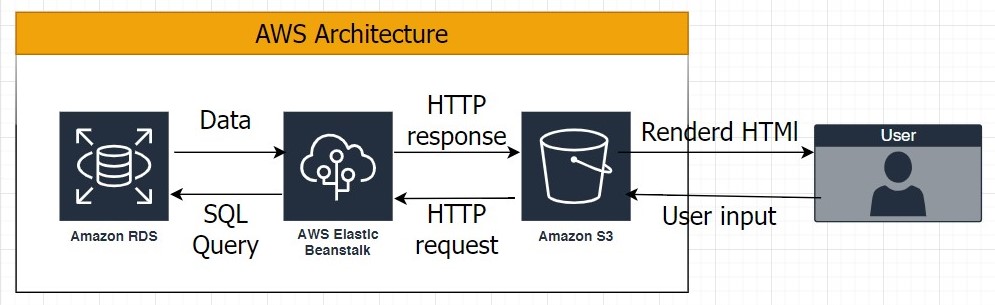 AWS Architecture
Data
HTTP
response
Renderd HTMl
User
SQL
Query
HTTP
request
User input
Amazon RDS
AWS Elastic
Beanstalk
Amazon S3